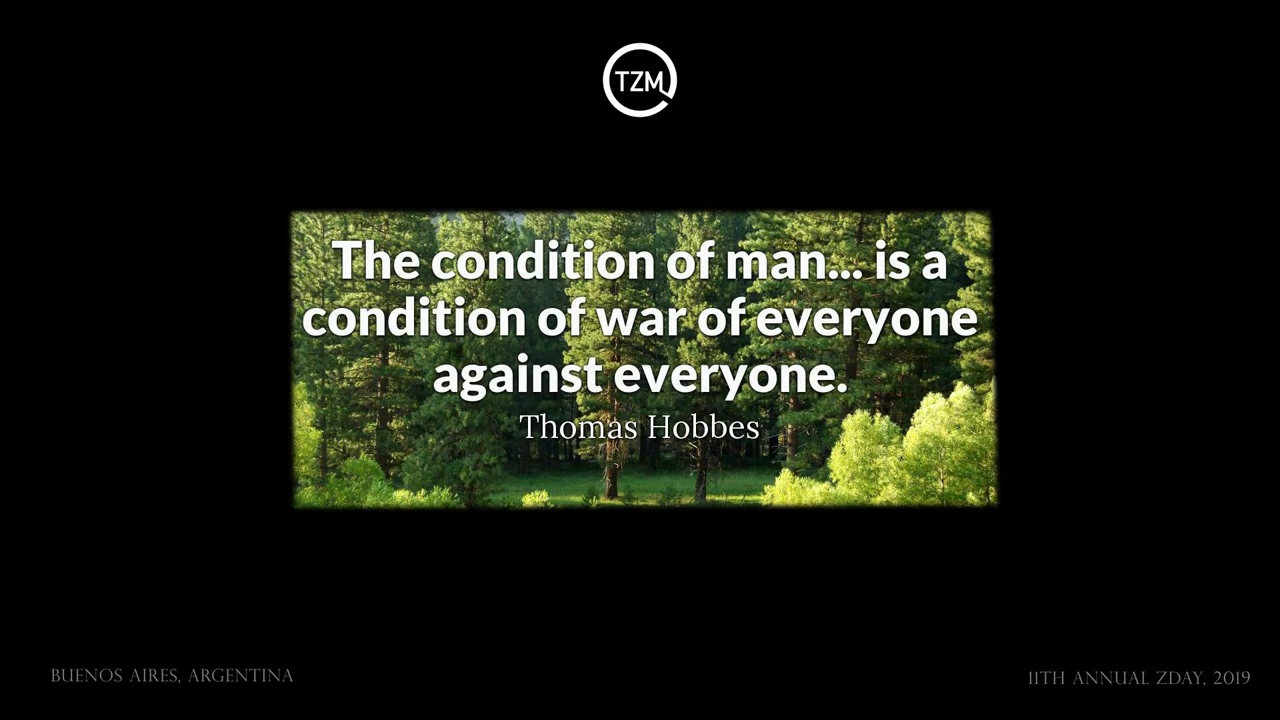 TZM
The condition of man... is a
condition of war of everyone
against everyone.
Thomas Hobbes
BUENOS AIRES, ARGENTINA
11TH ANNUAL ZDAY, 2019